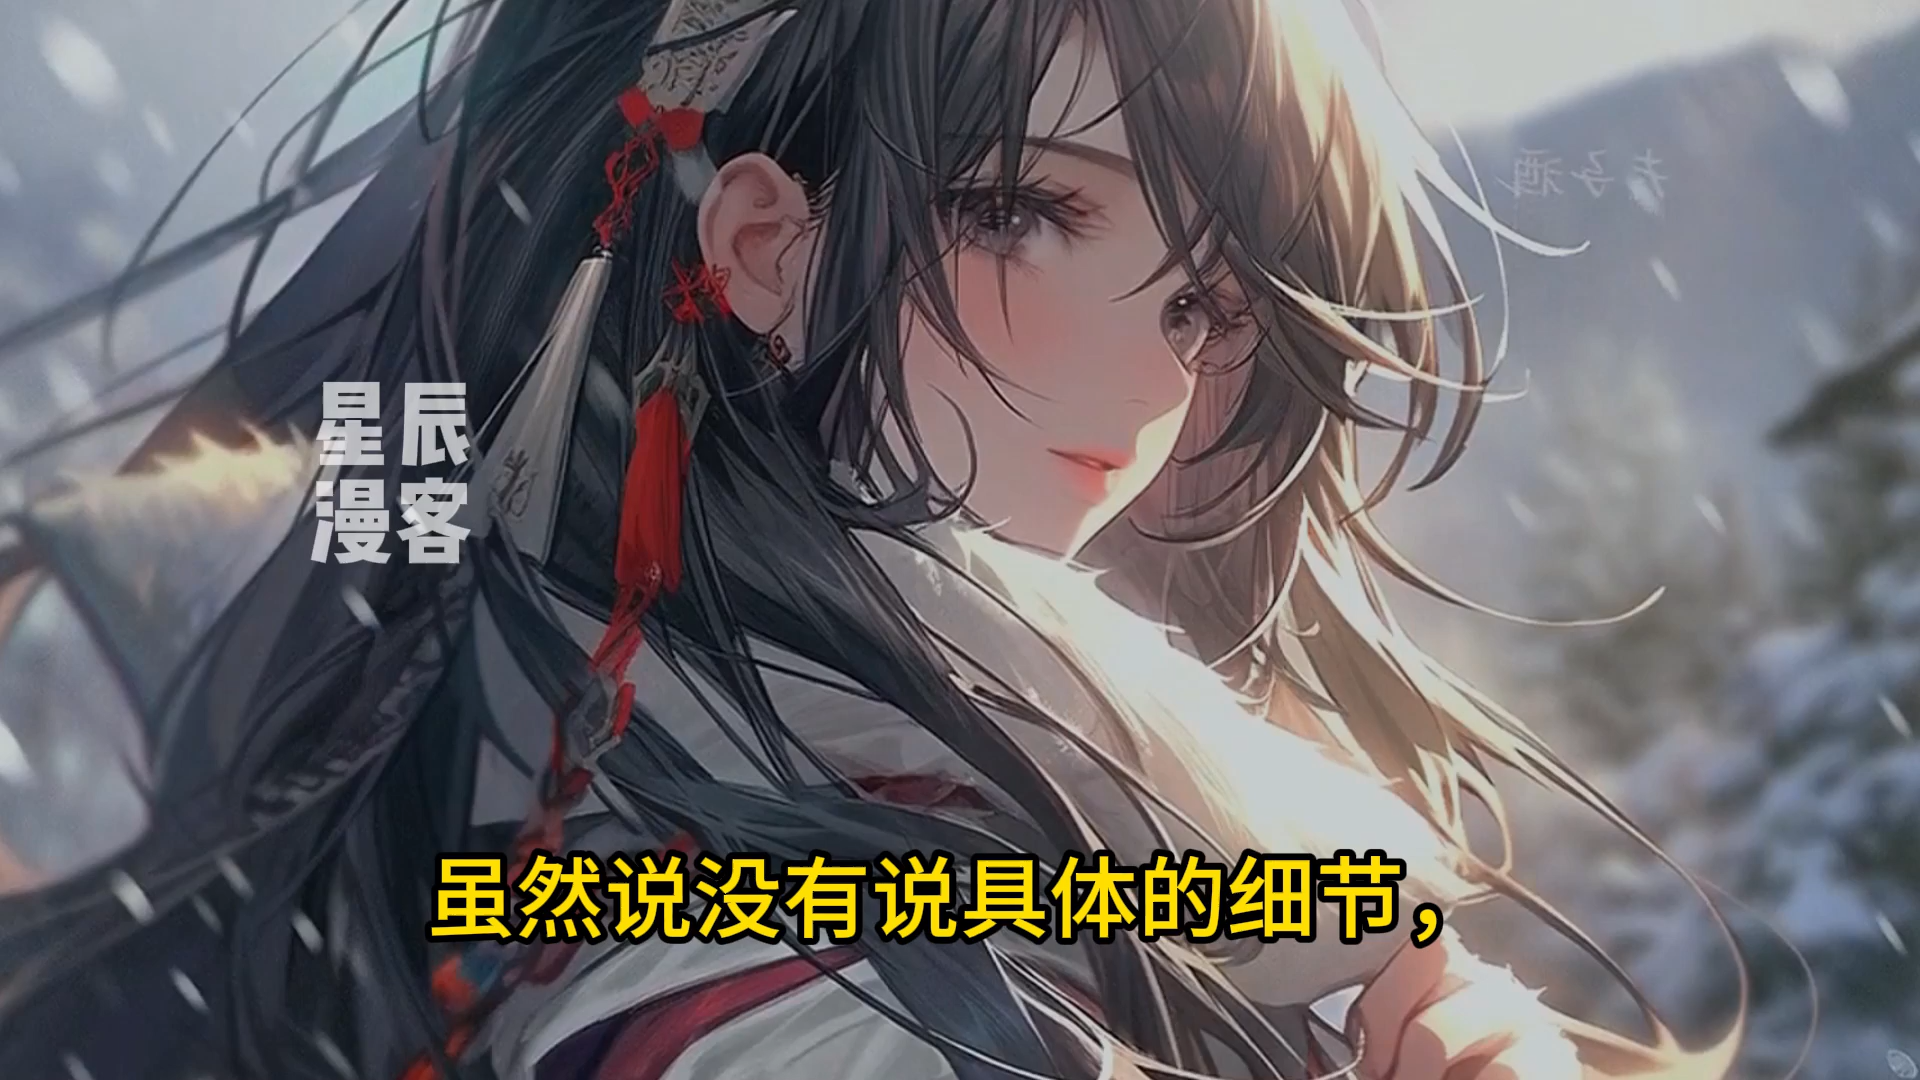 星辰
漫客
虽然说没有说具体的细节，